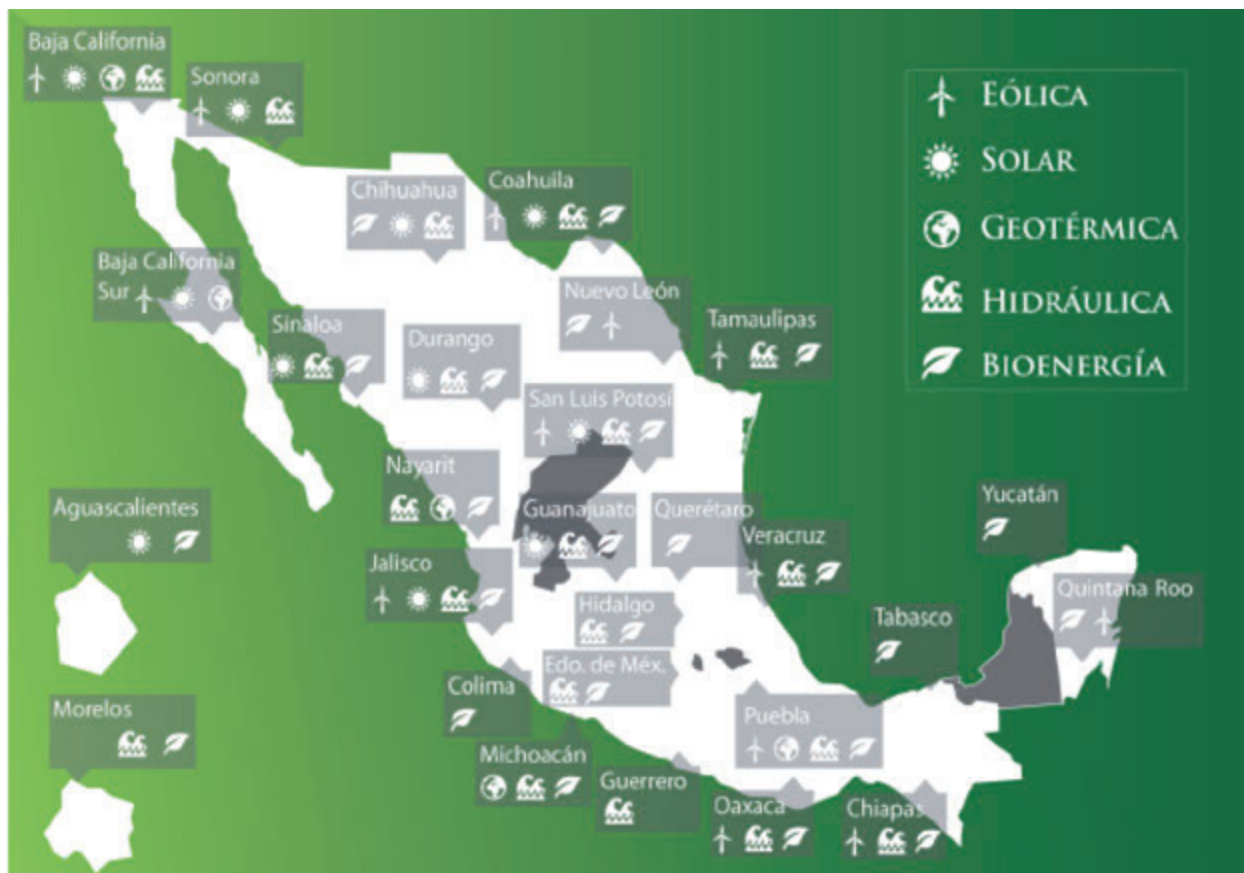 Baja California
Sonora
Chihuahua
Coahuila
Baja California
Sur
Nuevo León
Tamaulipas
Sinaloa
Durango
San Luis Potosí
Nayarit
Guanajuato
Querétaro
Veracruz
Aguascalientes
Jalisco
Hidalgo
Yucatán
Quintana Roo
Tabasco
Edo. de Méx.
Colima
Morelos
Puebla
Michoacán
Guerrero
Oaxaca
Chiapas
EÓLICA
SOLAR
GEOTÉRMICA
HIDRÁULICA
BIOENERGÍA